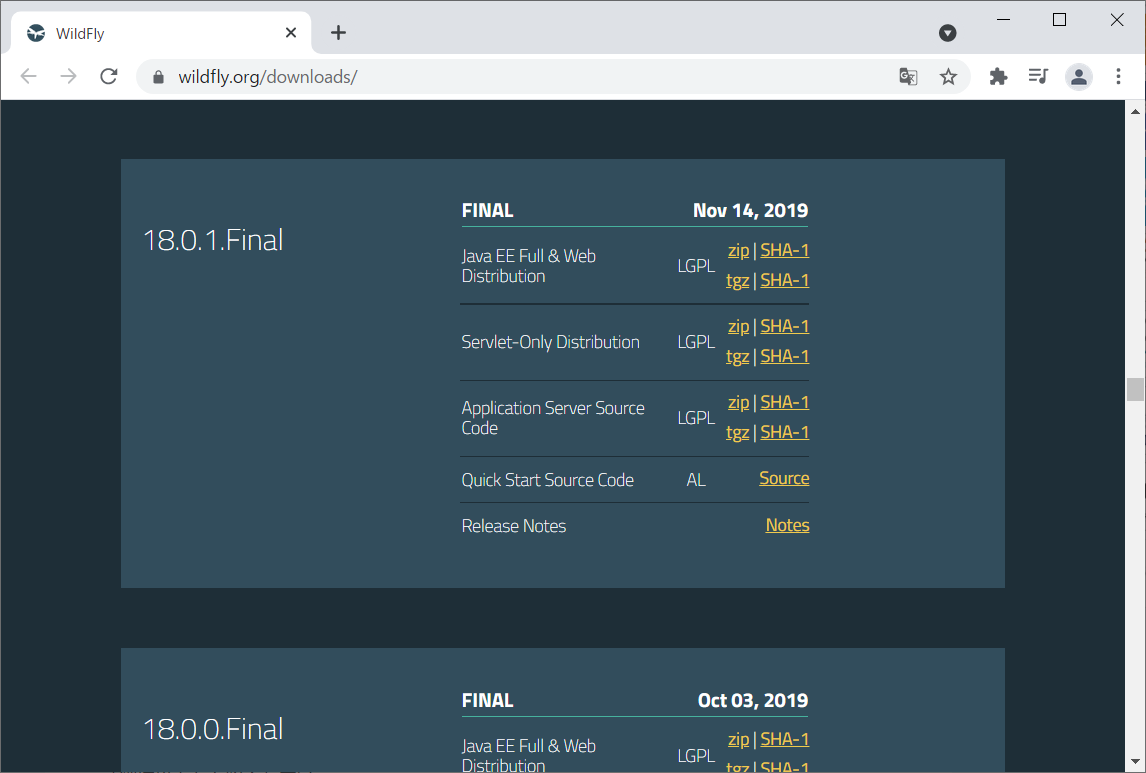 WildFly
wildfly.org/downloads/
18.0.1.Final
FINAL Nov 14, 2019
Java EE Full & Web
Distribution
LGPL
zip | SHA-1
tgz | SHA-1
Servlet-Only Distribution
LGPL
zip | SHA-1
tgz | SHA-1
Application Server Source
Code
LGPL
zip | SHA-1
tgz | SHA-1
Quick Start Source Code AL Source
Release Notes Notes
18.0.0.Final
FINAL Oct 03, 2019
Java EE Full & Web
Distribution
LGPL
zip | SHA-1
tgz | SHA-1